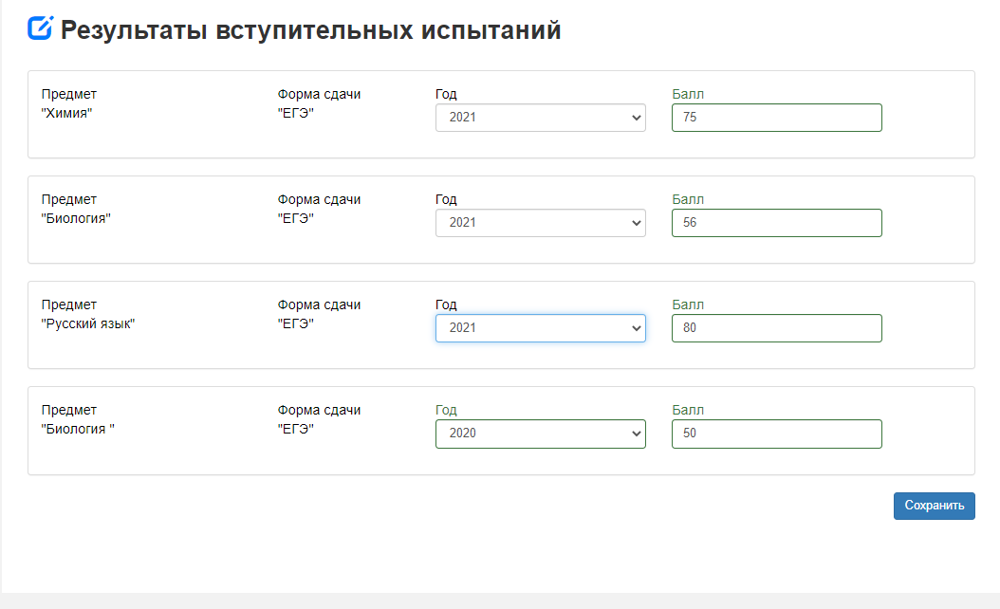 Результаты вступительных испытаний
Предмет Форма сдачи Год Балл
"Химия" "ЕГЭ" 2021 75
Предмет Форма сдачи Год Балл
"Биология" "ЕГЭ" 2021 56
Предмет Форма сдачи Год Балл
"Русский язык" "ЕГЭ" 2021 80
Предмет Форма сдачи Год Балл
"Биология " "ЕГЭ" 2020 50
Сохранить